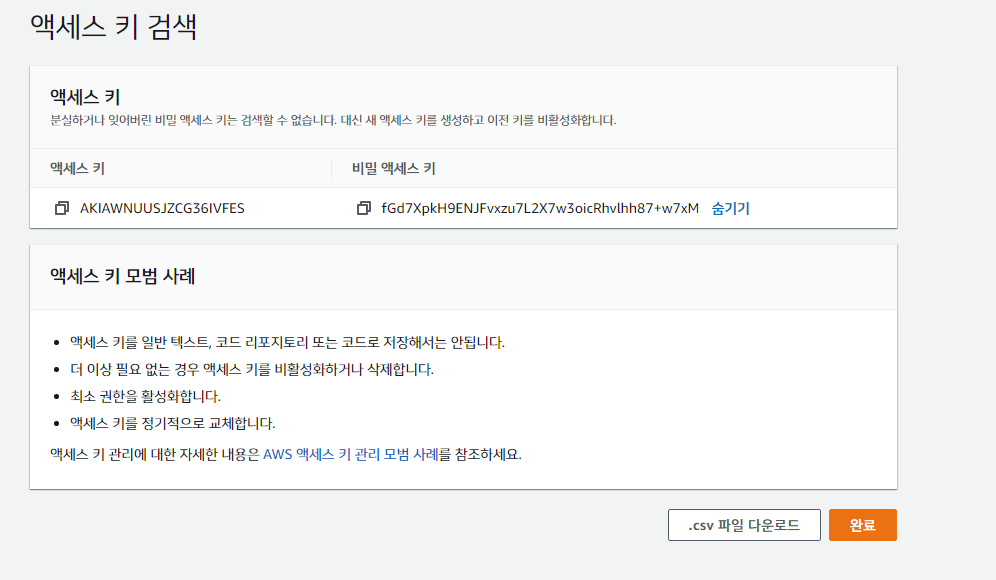 액세스 키 검색
액세스 키
분실하거나 잊어버린 비밀 액세스 키는 검색할 수 없습니다. 대신 새 액세스 키를 생성하고 이전 키를 비활성화합니다.
액세스 키 비밀 액세스 키
AKIAWNUUSJZCG36IVFES fGd7XpkH9ENJFvxzu7L2X7w3oicRhvlhh87+w7xM 숨기기
액세스 키 모범 사례
• 액세스 키를 일반 텍스트, 코드 리포지토리 또는 코드로 저장해서는 안됩니다.
• 더 이상 필요 없는 경우 액세스 키를 비활성화하거나 삭제합니다.
• 최소 권한을 활성화합니다.
• 액세스 키를 정기적으로 교체합니다.
액세스 키 관리에 대한 자세한 내용은 AWS 액세스 키 관리 모범 사례를 참조하세요.
.csv 파일 다운로드 완료